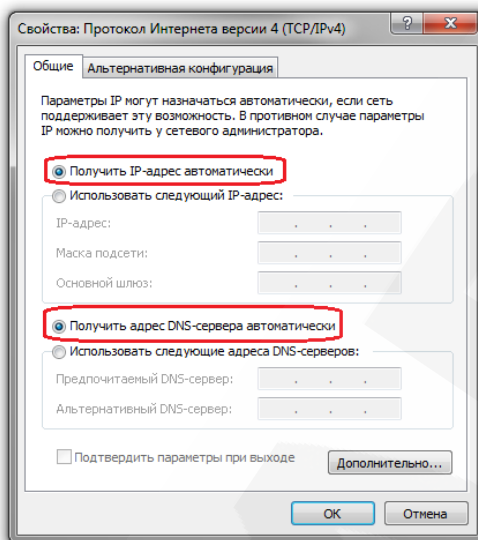 Свойства: Протокол Интернета версии 4 (TCP/IPv4)
?
Общие
Альтернативная конфигурация
Параметры IP могут назначаться автоматически, если сеть
поддерживает эту возможность. В противном случае параметры
IP можно получить у сетевого администратора.
Получить IP-адрес автоматически
Использовать следующий IP-адрес:
IP-адрес:
Маска подсети:
Основной шлюз:
Получить адрес DNS-сервера автоматически
Использовать следующие адреса DNS-серверов:
Предпочитаемый DNS-сервер:
Альтернативный DNS-сервер:
Подтвердить параметры при выходе
Дополнительно...
ОК
Отмена